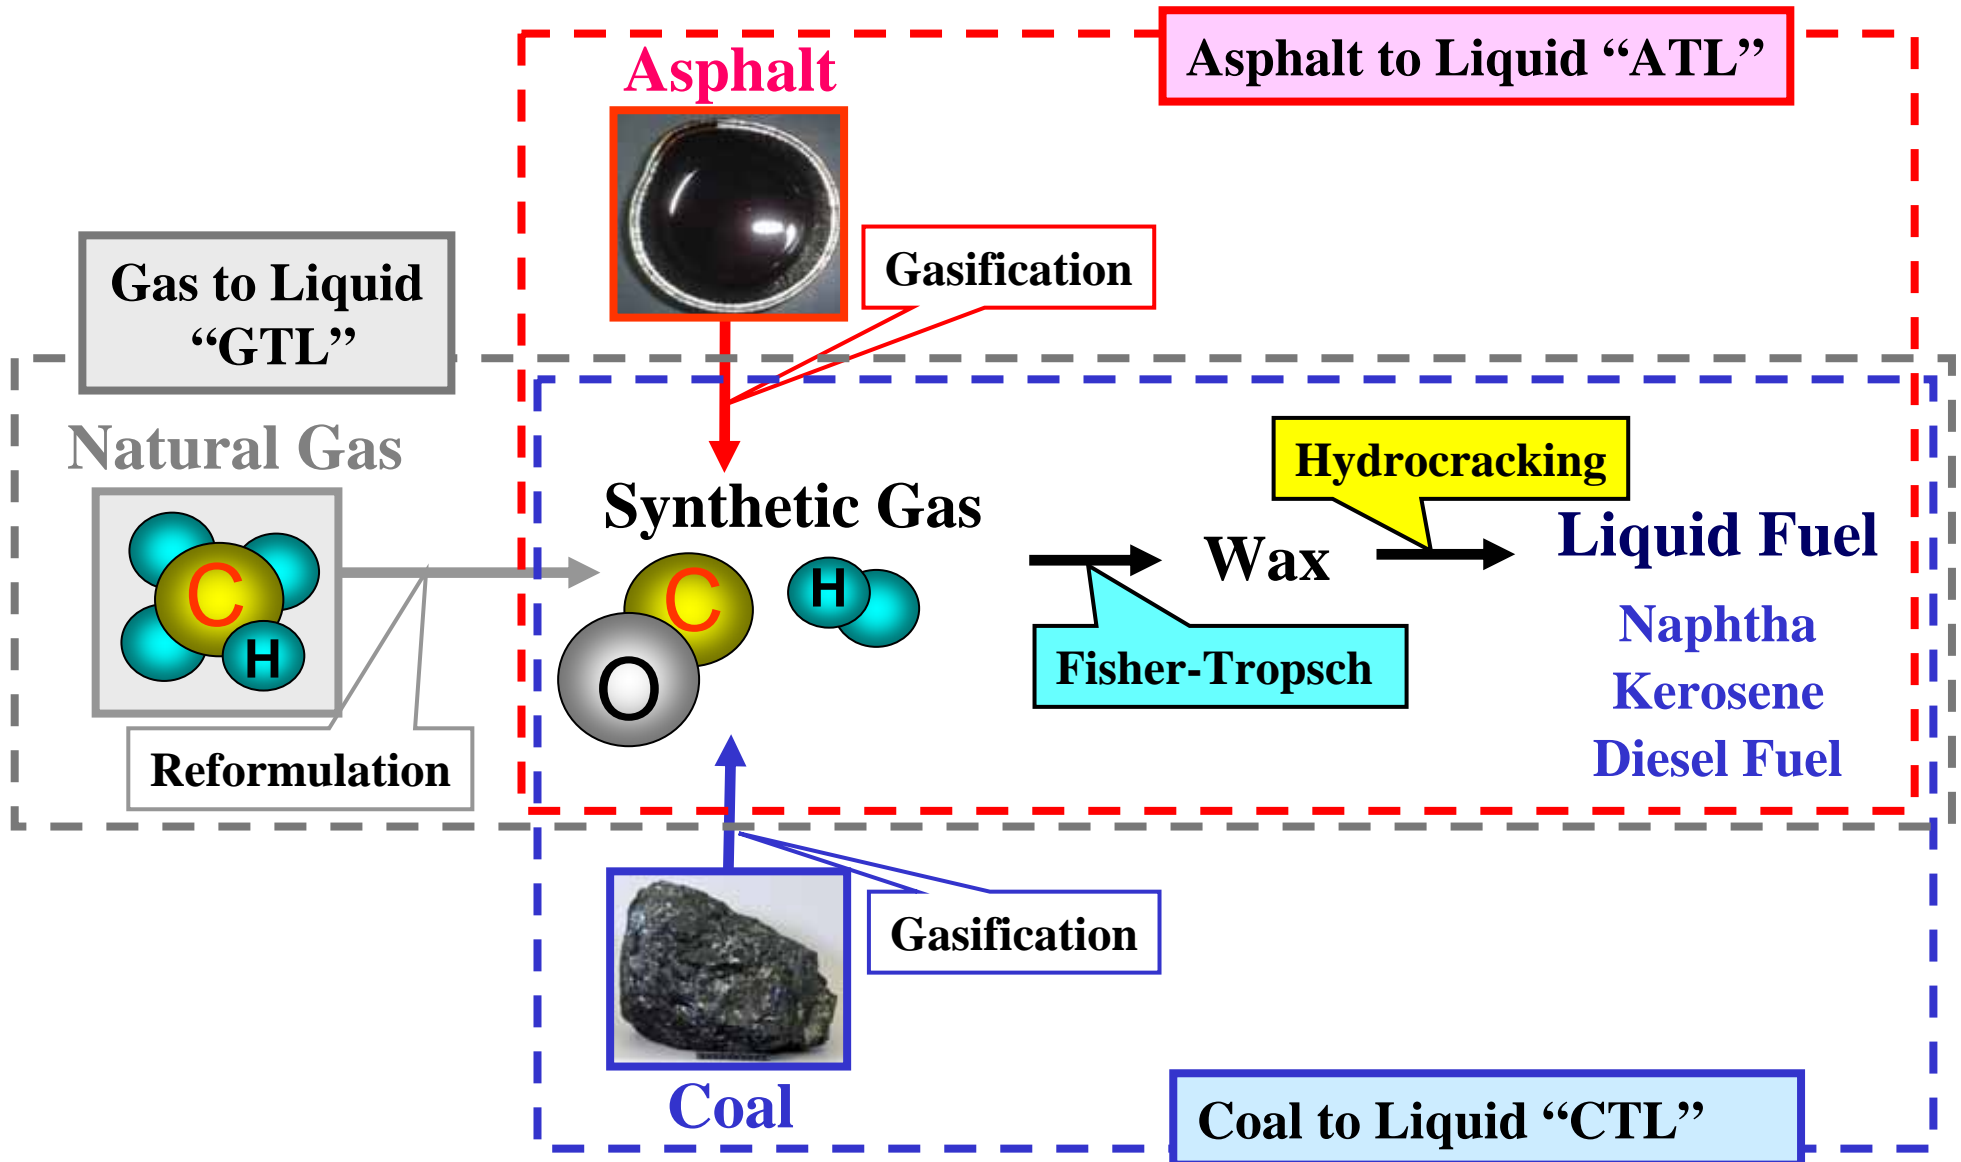 Asphalt to Liquid “ATL”
Asphalt
Gasification
Gas to Liquid
“GTL”
Natural Gas
C
H
Reformulation
Synthetic Gas
C
O
H
Fisher-Tropsch
Wax
Hydrocracking
Liquid Fuel
Naphtha
Kerosene
Diesel Fuel
Gasification
Coal
Coal to Liquid “CTL”